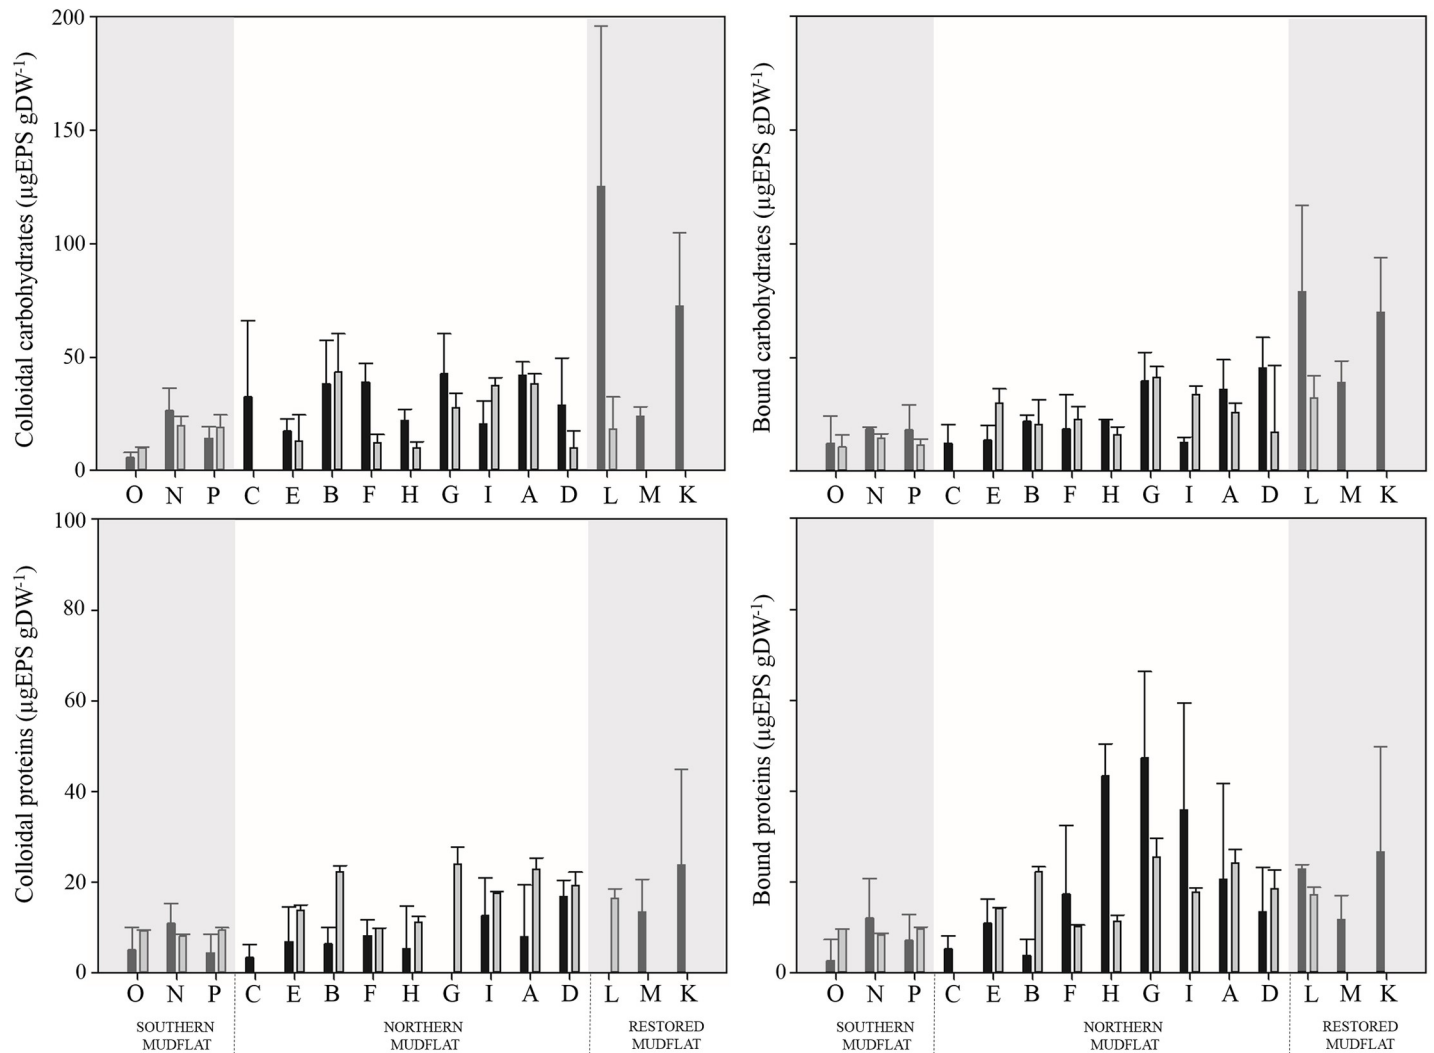 Colloidal carbohydrates (µgEPS gDW-1)
200
150
100
50
0
O N P C E B F H G I A D L M K
Bound carbohydrates (µgEPS gDW-1)
O N P C E B F H G I A D L M K
Colloidal proteins (µgEPS gDW-1)
100
80
60
40
20
0
O N P C E B F H G I A D L M K
SOUTHERN
MUDFLAT
NORTHERN
MUDFLAT
RESTORED
MUDFLAT
Bound proteins (µgEPS gDW-1)
0
O N P C E B F H G I A D L M K
SOUTHERN
MUDFLAT
NORTHERN
MUDFLAT
RESTORED
MUDFLAT